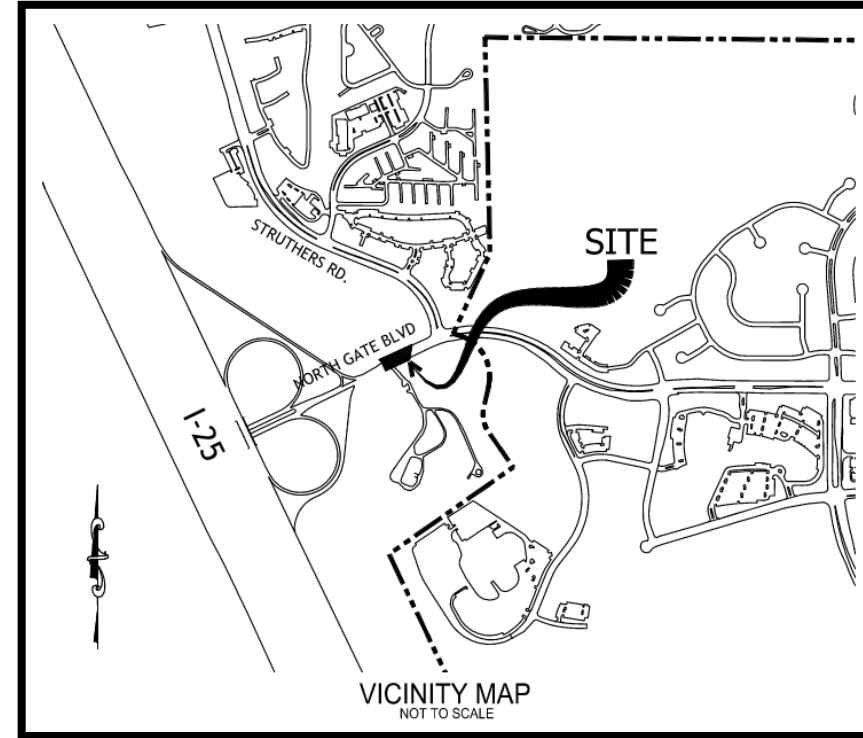 SITE
STRUTHERS RD.
NORTH GATE BLVD
I-25
VICINITY MAP
NOT TO SCALE